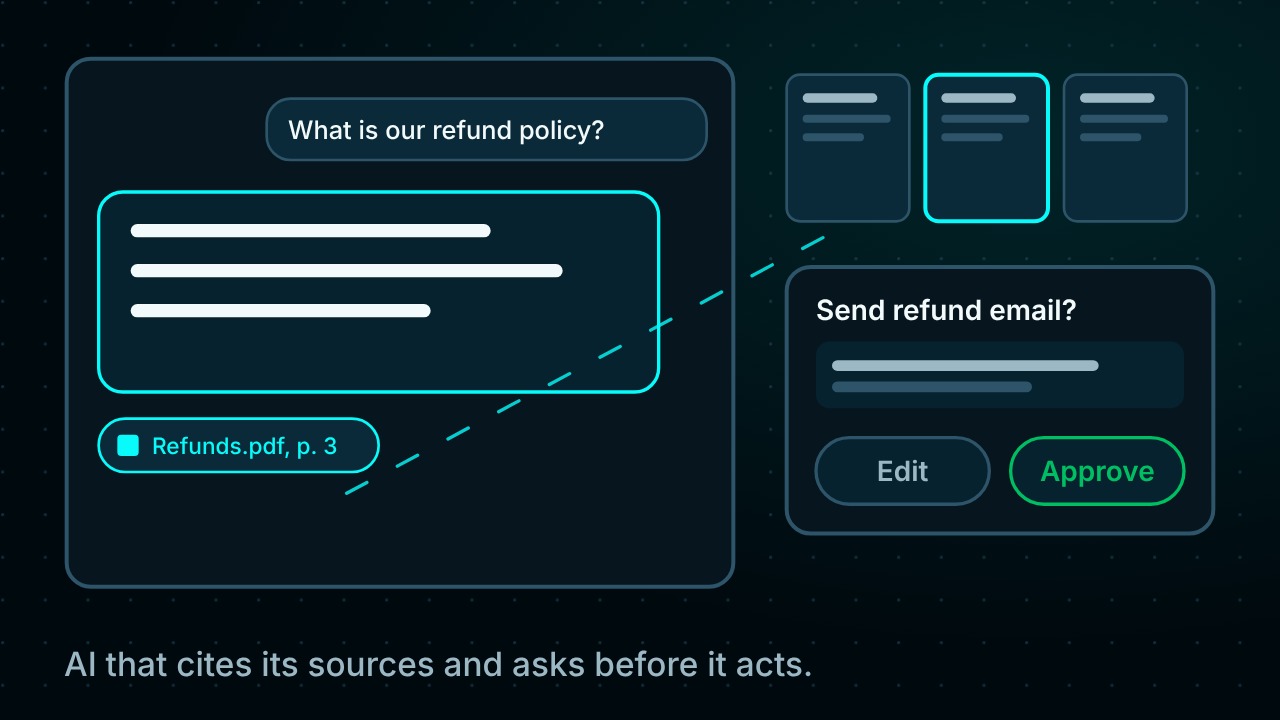 What is our refund policy?
Refunds.pdf, p. 3
Send refund email?
Edit
Approve
AI that cites its sources and asks before it acts.